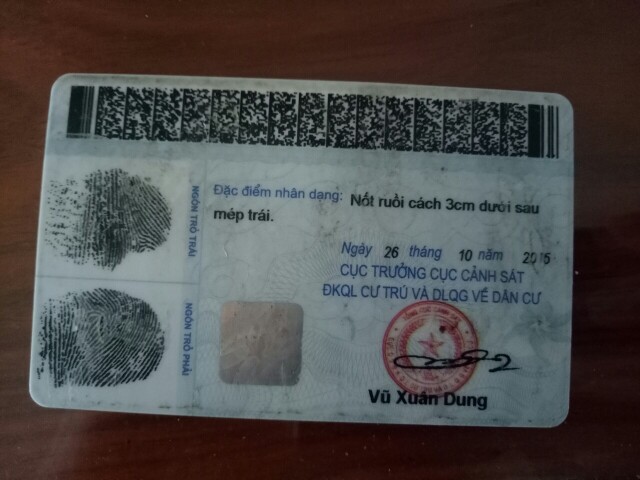 Đặc điểm nhân dạng: Nốt ruồi cách 3cm dưới sau
mép trái.
NGÓN TRỎ TRÁI
Ngày 26 tháng 10 năm
CỤC TRƯỞNG CỤC CẢNH SÁT
ĐKQL CƯ TRÚ VÀ DLQG VỀ DÂN CƯ
NGÓN TRỎ PHẢI
Vũ Xuân Dung